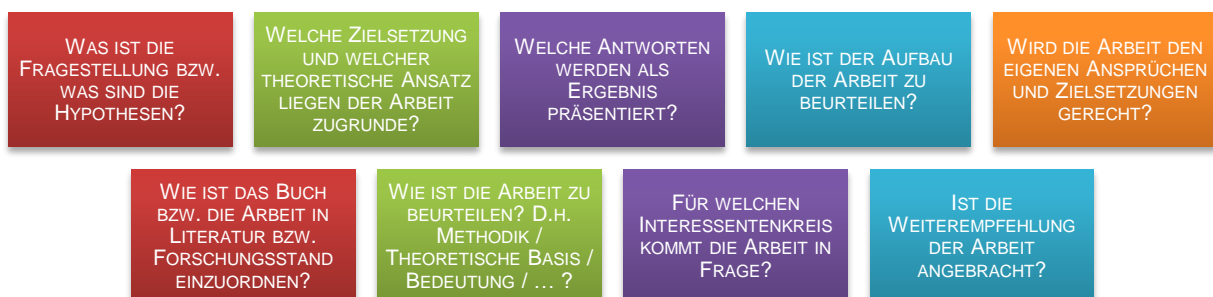 WAS IST DIE
FRAGESTELLUNG BZW.
WAS SIND DIE
HYPOTHESEN?
WELCHE ZIELSETZUNG
UND WELCHER
THEORETISCHE ANSATZ
LIEGEN DER ARBEIT
ZUGRUNDE?
WELCHE ANTWORTEN
WERDEN ALS
ERGEBNIS
PRÄSENTIERT?
WIE IST DER AUFBAU
DER ARBEIT ZU
BEURTEILEN?
WIRD DIE ARBEIT DEN
EIGENEN ANSPRÜCHEN
UND ZIELSETZUNGEN
GERECHT?
WIE IST DAS BUCH
BZW. DIE ARBEIT IN
LITERATUR BZW.
FORSCHUNGSSTAND
EINZUORDNEN?
WIE IST DIE ARBEIT ZU
BEURTEILEN? D.H.
METHODIK /
THEORETISCHE BASIS /
BEDEUTUNG / ... ?
FÜR WELCHEN
INTERESSENTENKREIS
KOMMT DIE ARBEIT IN
FRAGE?
IST DIE
WEITEREMPFEHLUNG
DER ARBEIT
ANGEBRACHT?